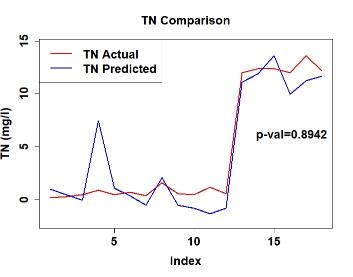 TN Comparison
15
TN Actual
TN Predicted
10
TN (mg/l)
p-val=0.8942
5
0
5 10 15
Index